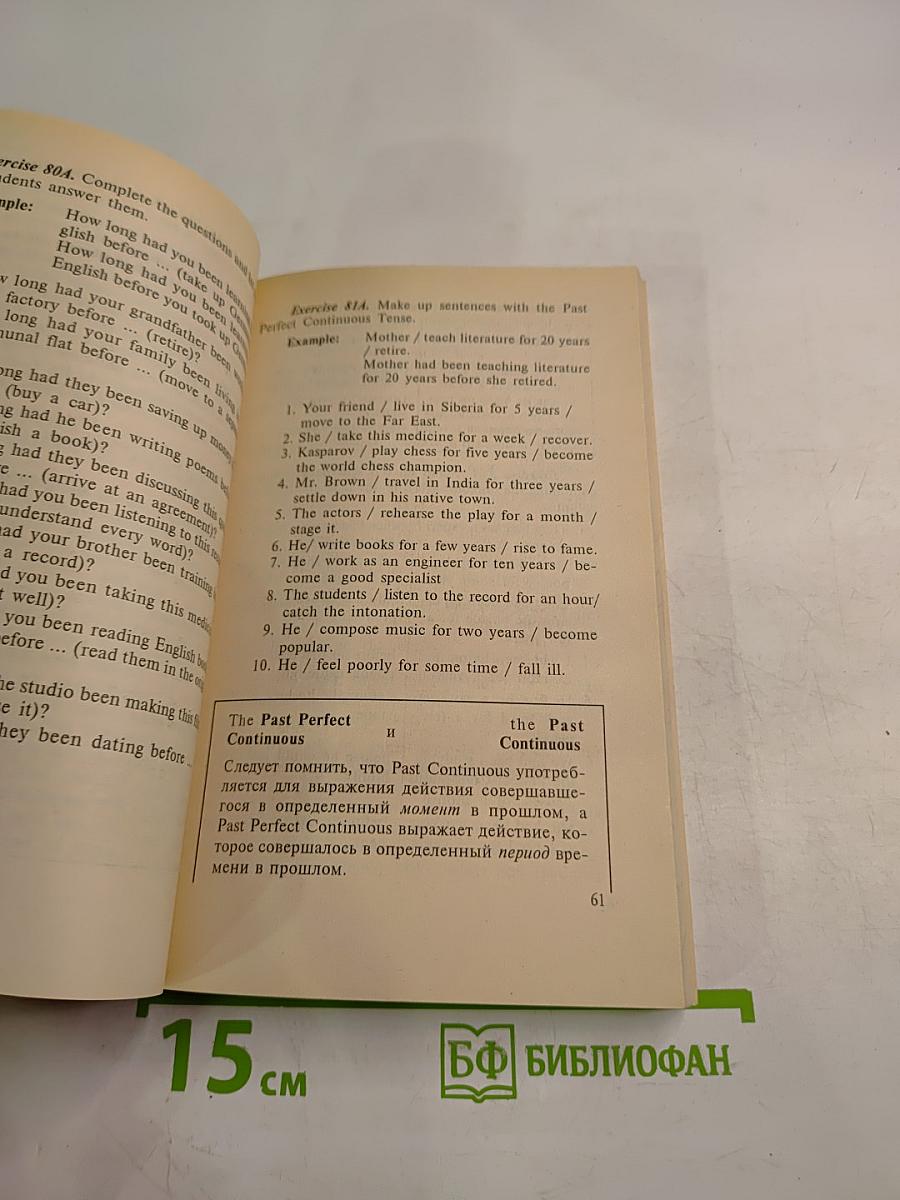 ercise 80A. Complete the questions and
dents answer them.
mple: How long had you been
glish before ... (take up
How long had you been
English before you took up
w long had your grandfather been
factory before ... (retire)?
long had your family been living
munal flat before ... (move to a
ong had they been saving up money
(buy a car)?
ng had he been writing poems
ish a book)?
g had they been discussing this
e ... (arrive at an agreement)?
had you been listening to this
understand every word)?
ad your brother been training
a record)?
d you been taking this
t well)?
you been reading English
efore ... (read them in the
he studio been making this
e it)?
hey been dating before ...
Exercise 81A. Make up sentences with the Past
Perfect Continuous Tense.
Example: Mother / teach literature for 20 years
/ retire.
Mother had been teaching literature
for 20 years before she retired.
1. Your friend / live in Siberia for 5 years /
move to the Far East.
2. She / take this medicine for a week / recover.
3. Kasparov / play chess for five years / become
the world chess champion.
4. Mr. Brown / travel in India for three years /
settle down in his native town.
5. The actors / rehearse the play for a month /
stage it.
6. He/ write books for a few years / rise to fame.
7. He / work as an engineer for ten years / be-
come a good specialist
8. The students / listen to the record for an hour/
catch the intonation.
9. He / compose music for two years / become
popular.
10. He / feel poorly for some time / fall ill.
The Past Perfect Continuous и the Past Continuous
Следует помнить, что Past Continuous употреб-
ляется для выражения действия совершавше-
гося в определенный момент в прошлом, а
Past Perfect Continuous выражает действие, ко-
торое совершалось в определенный период вре-
мени в прошлом.
61
15 см
БФ БИБЛИОФАН